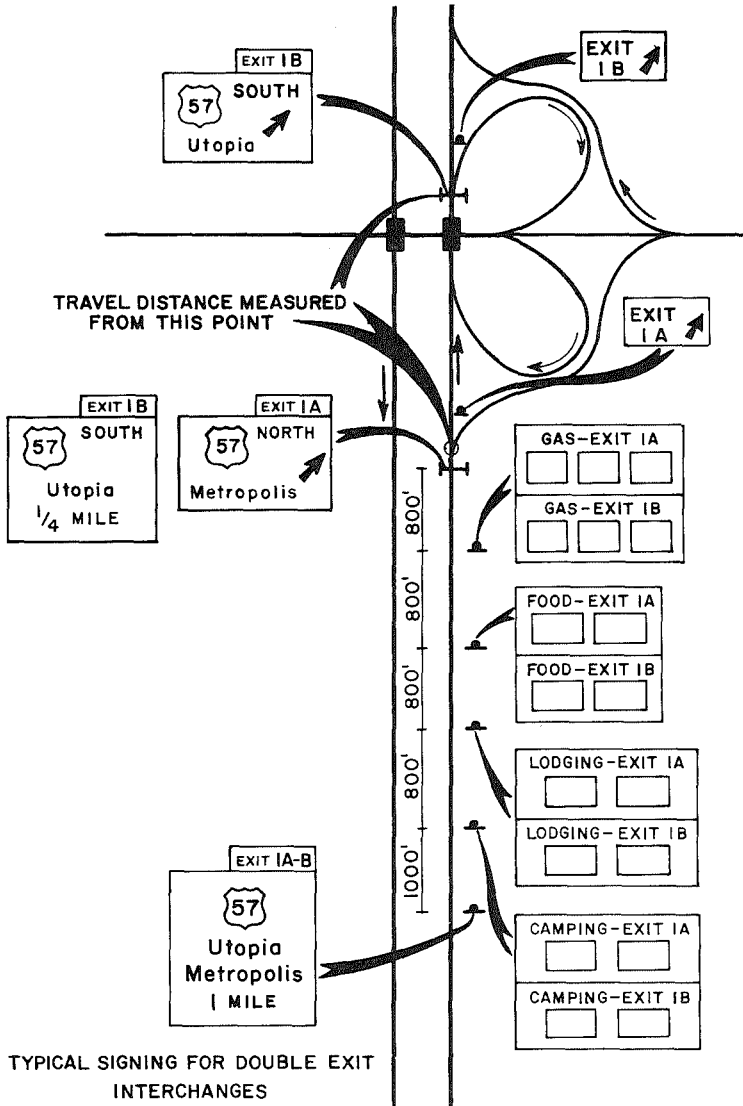 EXIT 1B
57 SOUTH
Utopia
EXIT
1B
TRAVEL DISTANCE MEASURED
FROM THIS POINT
EXIT
1A
EXIT 1B
57 SOUTH
Utopia
1/4 MILE
EXIT 1A
57 NORTH
Metropolis
800'
800'
800'
800'
1000'
GAS-EXIT 1A
GAS-EXIT 1B
FOOD-EXIT 1A
FOOD-EXIT 1B
LODGING-EXIT 1A
LODGING-EXIT 1B
CAMPING-EXIT 1A
CAMPING-EXIT 1B
EXIT 1A-B
57
Utopia
Metropolis
1 MILE
TYPICAL SIGNING FOR DOUBLE EXIT
INTERCHANGES